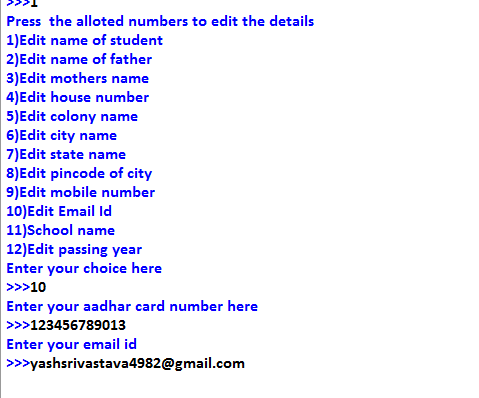 >>>1
Press  the alloted numbers to edit the details
1)Edit name of student
2)Edit name of father
3)Edit mothers name
4)Edit house number
5)Edit colony name
6)Edit city name
7)Edit state name
8)Edit pincode of city
9)Edit mobile number
10)Edit Email Id
11)School name
12)Edit passing year
Enter your choice here
>>>10
Enter your aadhar card number here
>>>123456789013
Enter your email id
>>>yashsrivastava4982@gmail.com